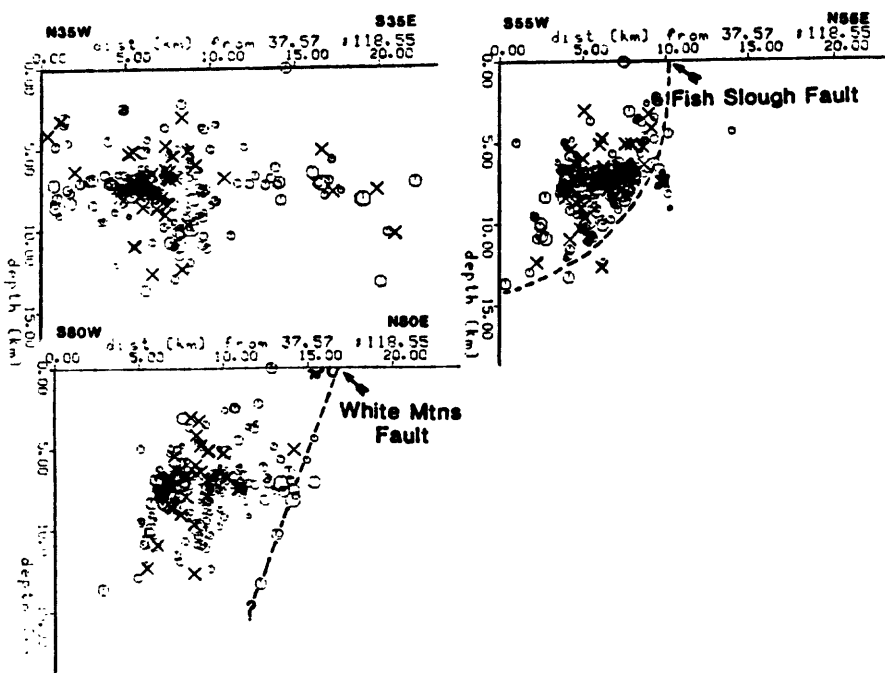 N35W S35E
dist (km) from 37.57 118.55
0.00 5.00 10.00 15.00 20.00
0.00
5.00
10.00
15.00
depth (km)
S55W N55E
dist (km) from 37.57 118.55
0.00 5.00 10.00 15.00 20.00
Fish Slough Fault
0.00
5.00
10.00
15.00
depth (km)
S80W N80E
dist (km) from 37.57 118.55
0.00 5.00 10.00 15.00 20.00
White Mtns
Fault
0.00
5.00
depth
?